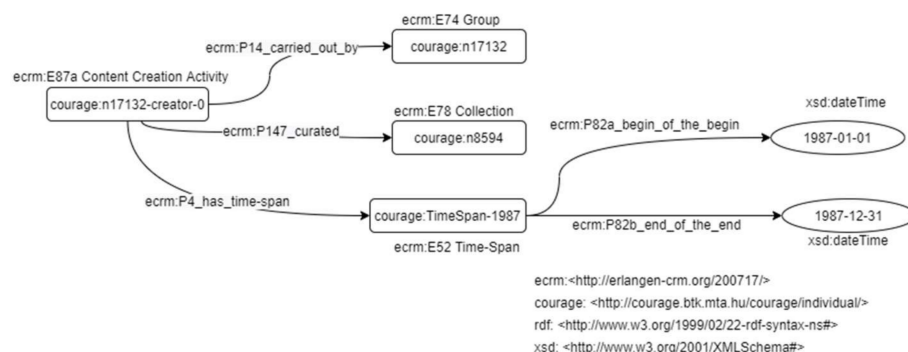 ecrm:E74 Group
courage:n17132
ecrm:P14_carried_out_by
ecrm:E87a Content Creation Activity
courage:n17132-creator-0
ecrm:E78 Collection
courage:n8594
ecrm:P147_curated
xsd:dateTime
ecrm:P82a_begin_of_the_begin
1987-01-01
ecrm:P4_has_time-span
courage:TimeSpan-1987
ecrm:E52 Time-Span
1987-12-31
ecrm:P82b_end_of_the_end
xsd:dateTime
ecrm:<http://erlangen-crm.org/200717/>
courage: <http://courage.btk.mta.hu/courage/individual/>
rdf: <http://www.w3.org/1999/02/22-rdf-syntax-ns#>
xsd: <http://www.w3.org/2001/XMLSchema#>